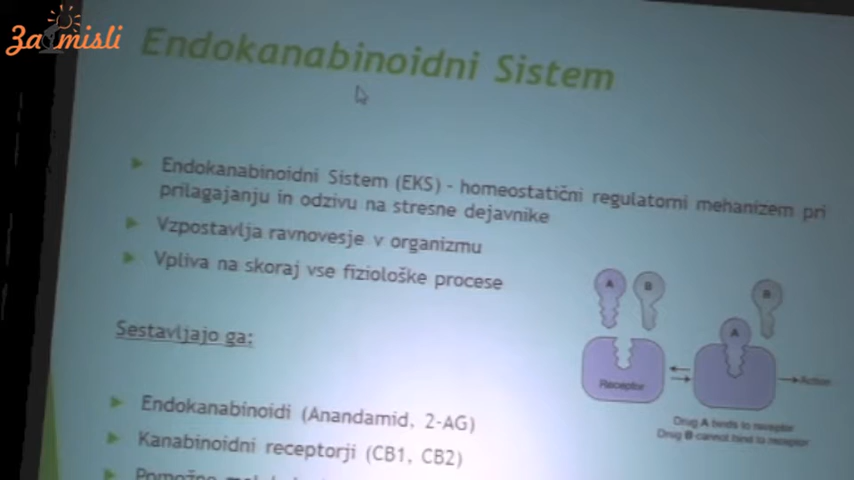 Za misli
Endokanabinoidni Sistem
Endokanabinoidni Sistem (EKS) - homeostatični regulatorni mehanizem pri
prilagajanju in odzivu na stresne dejavnike
Vzpostavlja ravnovesje v organizmu
Vpliva na skoraj vse fiziološke procese
A B
B
A
Receptor
Action
Drug A binds to receptor
Drug B cannot bind to receptor
Sestavljajo ga:
Endokanabinoidi (Anandamid, 2-AG)
Kanabinoidni receptorji (CB1, CB2)